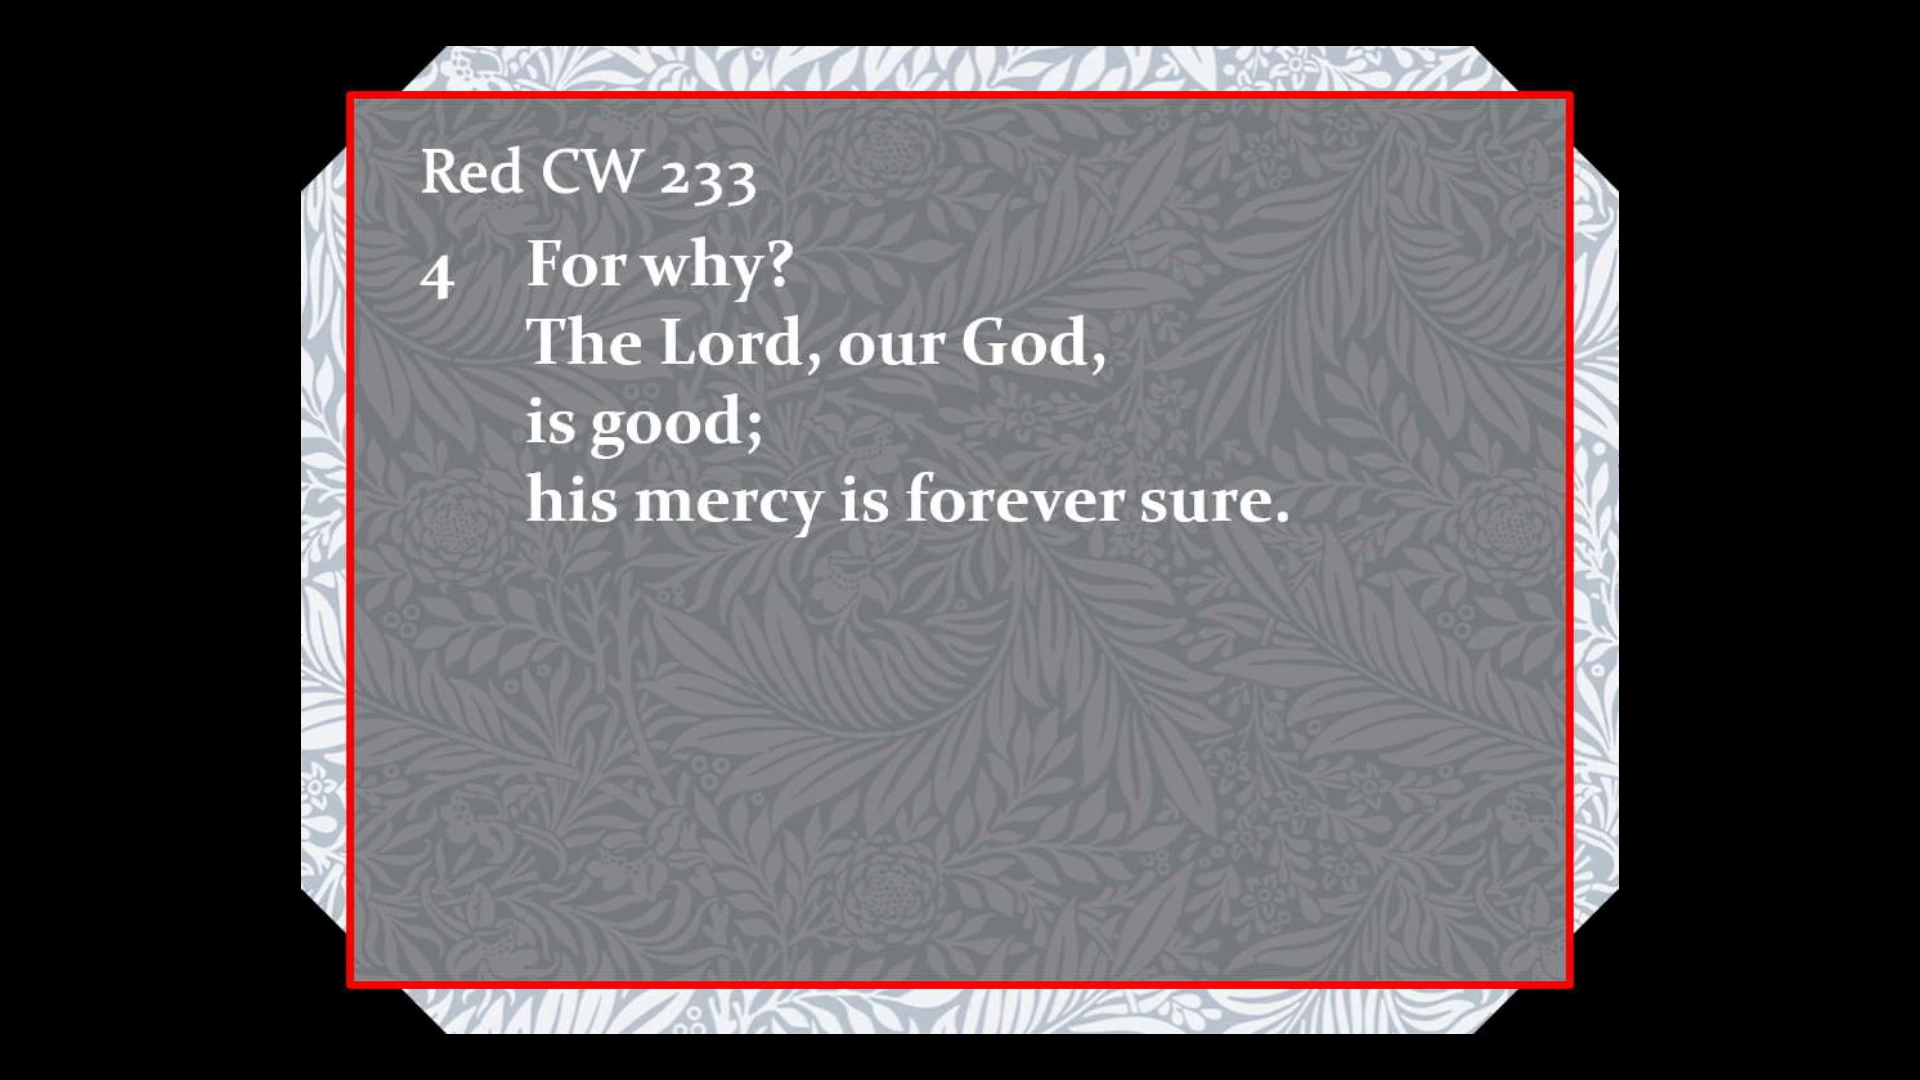 Red CW 233
4 For why?
The Lord, our God,
is good;
his mercy is forever sure.